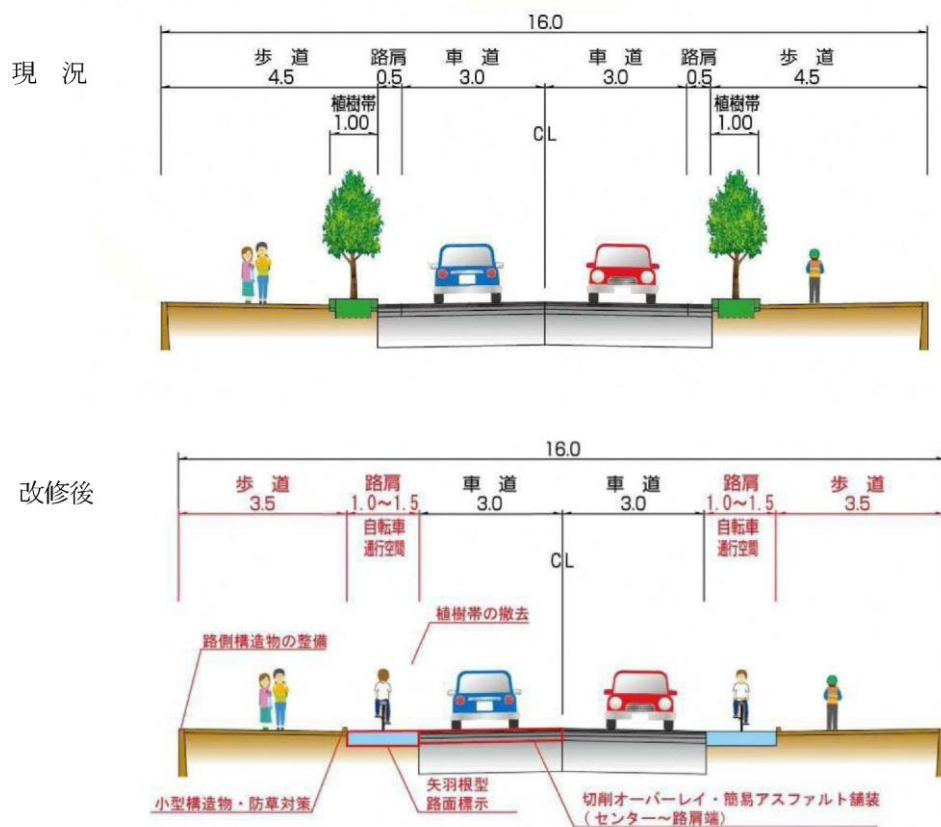 16.0
現 況
歩 道 路肩 車 道 車 道 路肩 歩 道
4.5 0.5 3.0 3.0 0.5 4.5
植樹帯 植樹帯
1.00 1.00
CL
16.0
改修後
歩 道 路肩 車 道 車 道 路肩 歩 道
3.5 1.0~1.5 3.0 3.0 1.0~1.5 3.5
自転車 自転車
通行空間 通行空間
CL
植樹帯の撤去
路側構造物の整備
小型構造物・防草対策
矢羽根型
路面標示
切削オーバーレイ・簡易アスファルト舗装
(センター~路肩端)